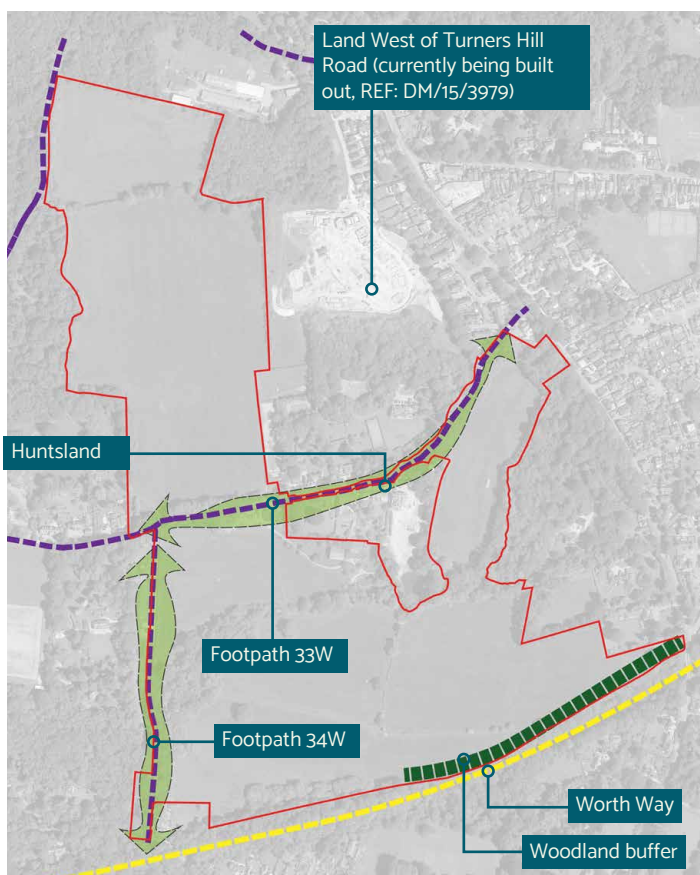 Land West of Turners Hill
Road (currently being built
out, REF: DM/15/3979)
Huntsland
Footpath 33W
Footpath 34W
Worth Way
Woodland buffer